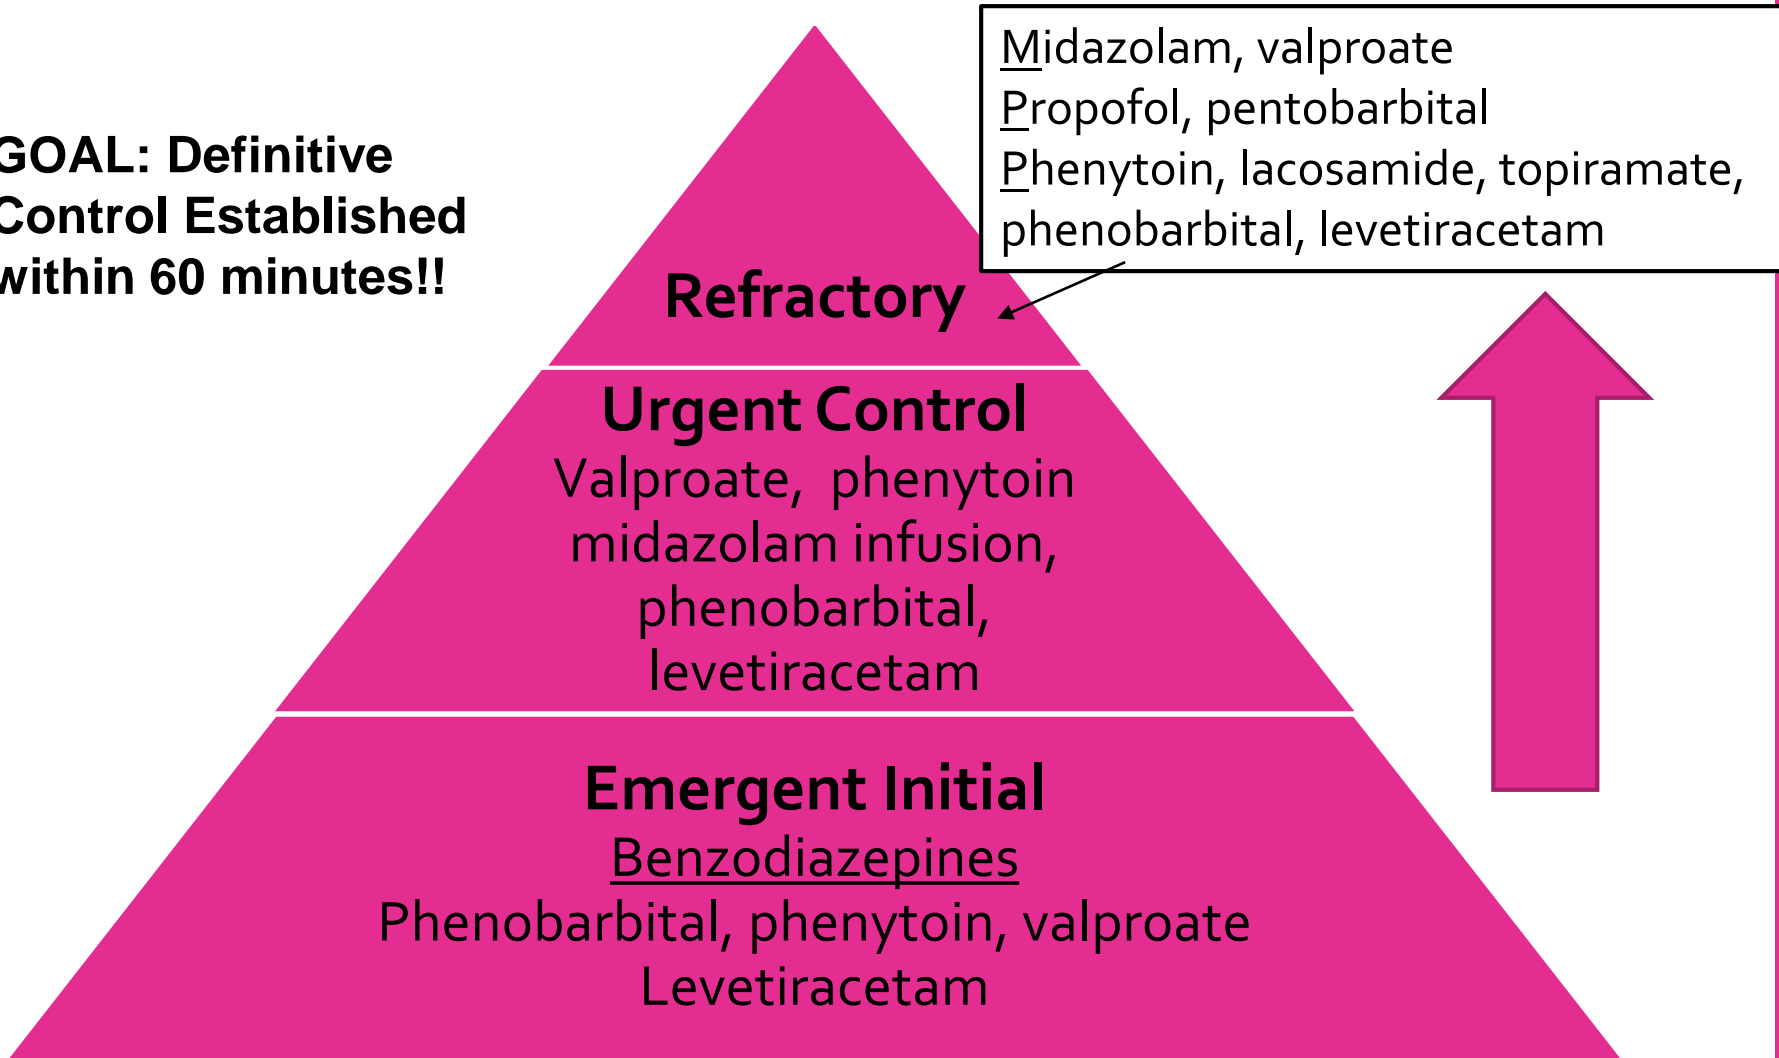 GOAL: Definitive
Control Established
within 60 minutes!!
Midazolam, valproate
Propofol, pentobarbital
Phenytoin, lacosamide, topiramate,
phenobarbital, levetiracetam
Refractory
Urgent Control
Valproate, phenytoin
midazolam infusion,
phenobarbital,
levetiracetam
Emergent Initial
Benzodiazepines
Phenobarbital, phenytoin, valproate
Levetiracetam